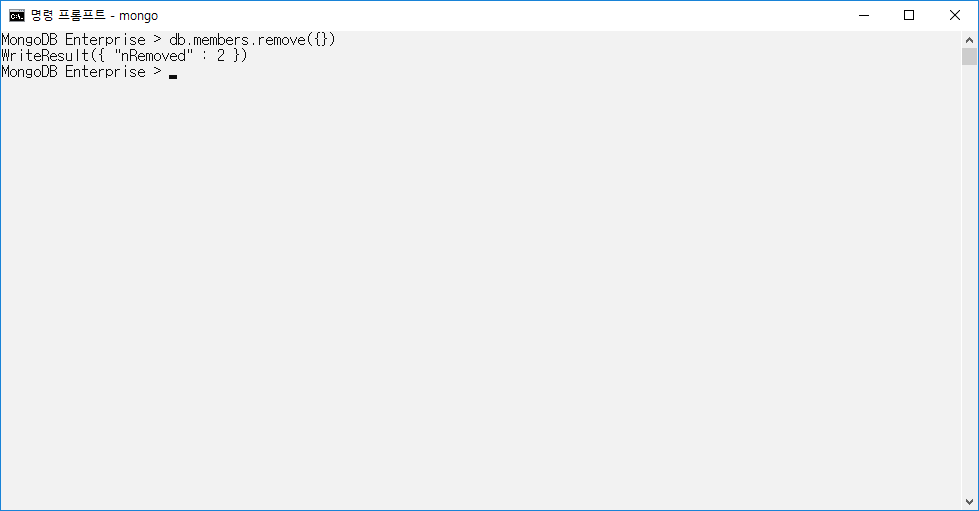 명령 프롬프트 - mongo
MongoDB Enterprise > db.members.remove({})
WriteResult({ "nRemoved" : 2 })
MongoDB Enterprise >